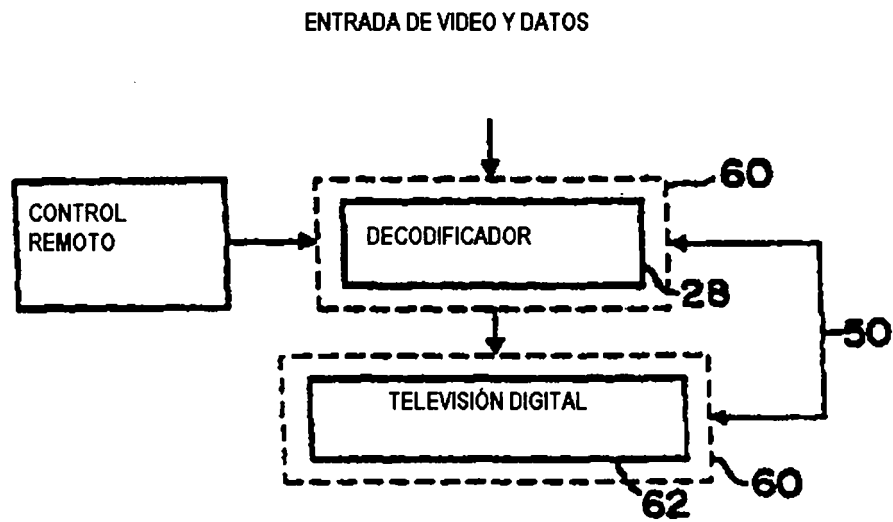 ENTRADA DE VIDEO Y DATOS
60
CONTROL
REMOTO
DECODIFICADOR
28
50
TELEVISIÓN DIGITAL
62
60